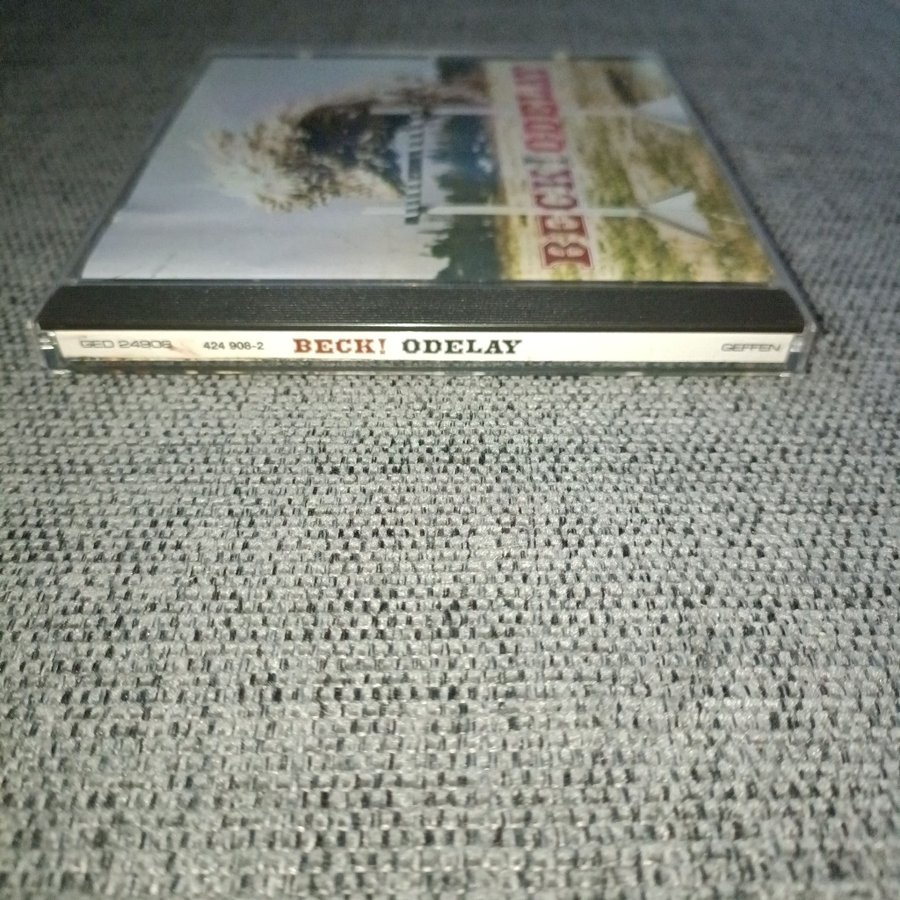 BECK! ODELAY
GED 24908 424 908-2 BECK! ODELAY GEFFEN